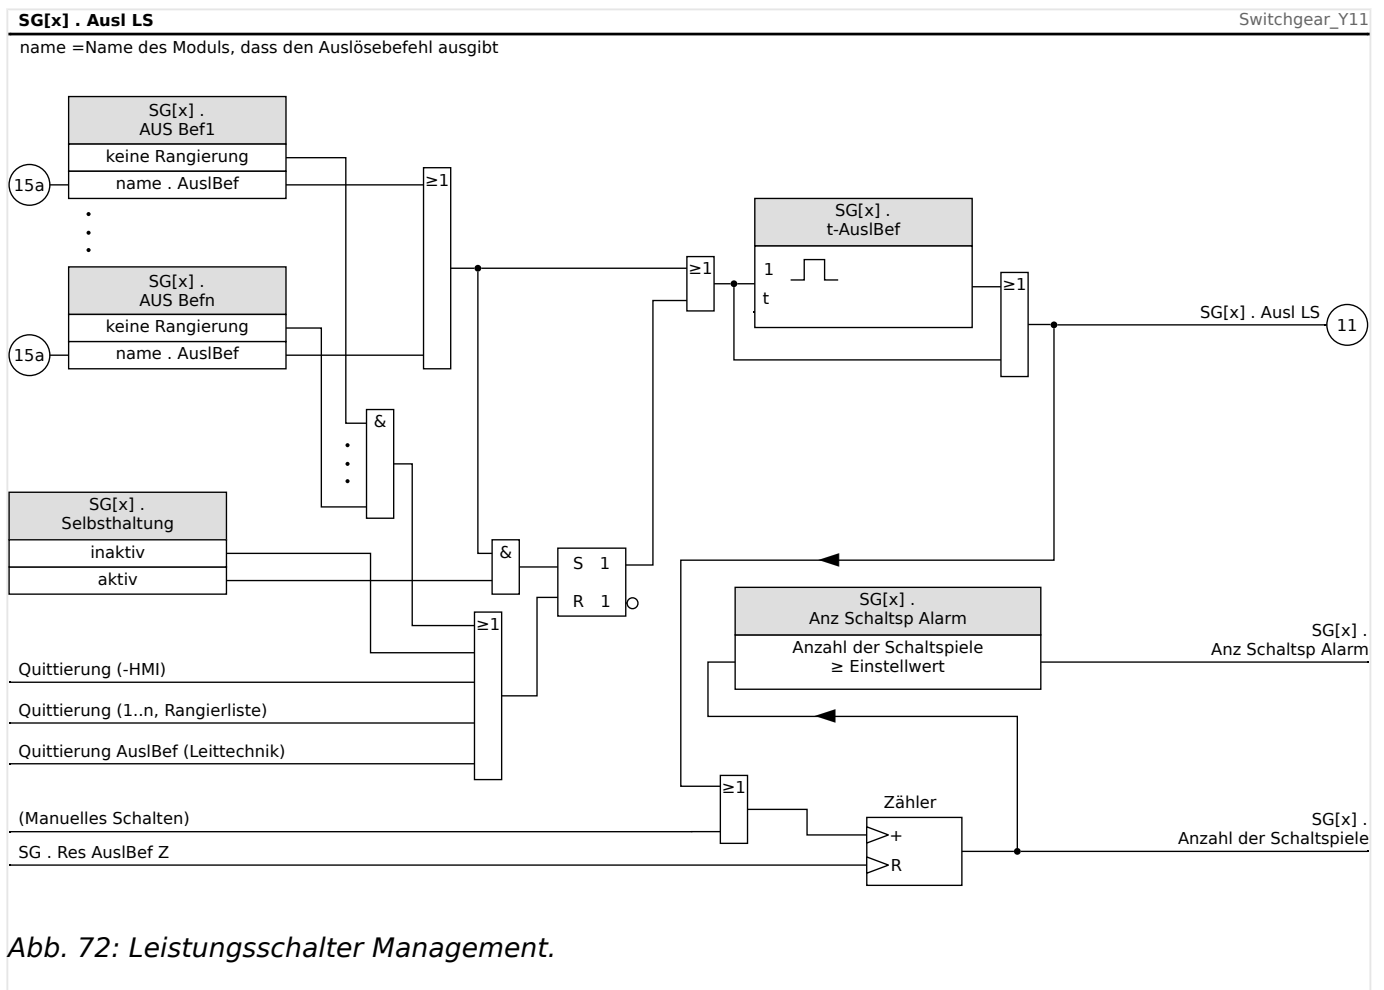 SG[x] . Ausl LS
Switchgear_Y11
name =Name des Moduls, dass den Auslösebefehl ausgibt
SG[x] .
AUS Bef1
keine Rangierung
15a
name . AuslBef
≥1
SG[x] .
AUS Befn
keine Rangierung
15a
name . AuslBef
≥1
SG[x] .
t-AuslBef
1
t
≥1
SG[x] . Ausl LS
11
&
SG[x] .
Selbsthaltung
inaktiv
aktiv
&
S 1
R 1
≥1
Quittierung (-HMI)
Quittierung (1..n, Rangierliste)
Quittierung AuslBef (Leittechnik)
SG[x] .
Anz Schaltsp Alarm
Anzahl der Schaltspiele
≥ Einstellwert
SG[x] .
Anz Schaltsp Alarm
(Manuelles Schalten)
≥1
SG . Res AuslBef Z
Zähler
+
R
SG[x] .
Anzahl der Schaltspiele
Abb. 72: Leistungsschalter Management.